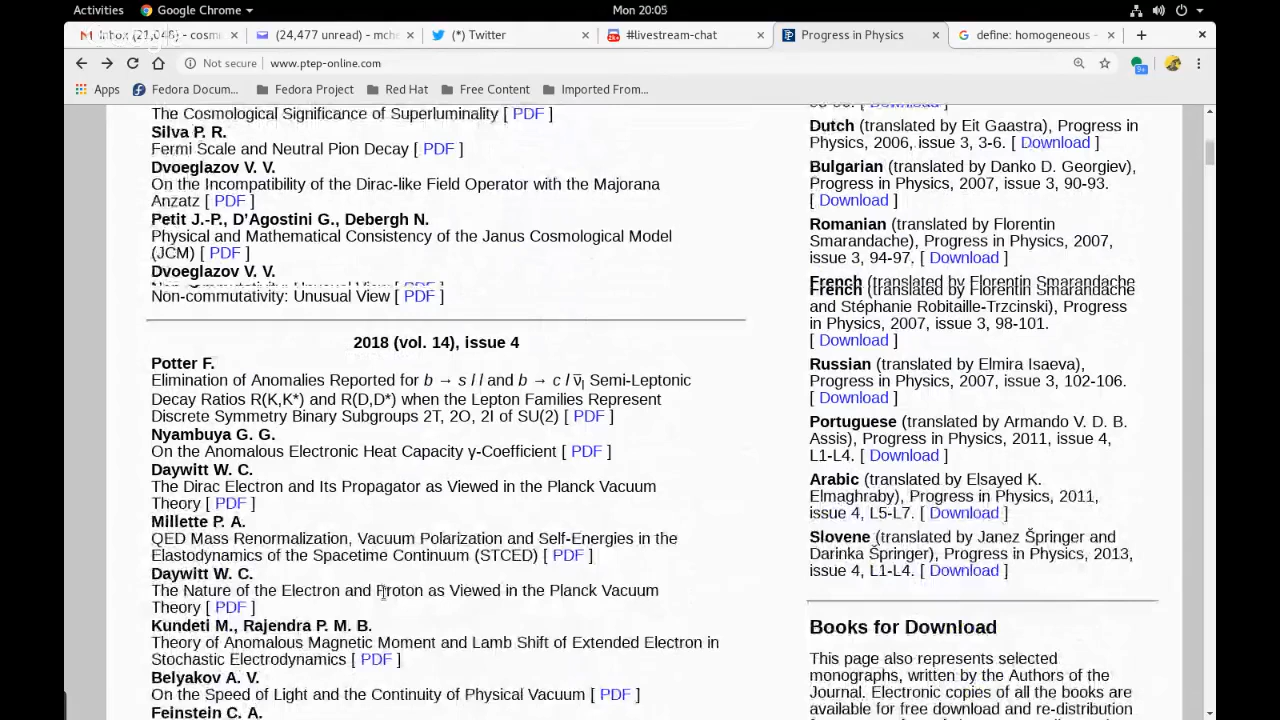 Activities
Google Chrome
Mon 20:05
(24,477 unread) - mch
(*) Twitter
#livestream-chat
Progress in Physics
define: homogeneous -
Not secure
www.ptep-online.com
9+
Apps
Fedora Docum...
Fedora Project
Red Hat
Free Content
Imported From...
The Cosmological Significance of Superluminality [ PDF ]
Silva P. R.
Fermi Scale and Neutral Pion Decay [ PDF ]
Dvoeglazov V. V.
On the Incompatibility of the Dirac-like Field Operator with the Majorana
Anzatz [ PDF ]
Petit J.-P., D'Agostini G., Debergh N.
Physical and Mathematical Consistency of the Janus Cosmological Model
(JCM) [ PDF ]
Dvoeglazov V. V.
Non-commutativity: Unusual View [ PDF ]
2018 (vol. 14), issue 4
Potter F.
Elimination of Anomalies Reported for b → s l l and b → c l ν̅l Semi-Leptonic
Decay Ratios R(K,K*) and R(D,D*) when the Lepton Families Represent
Discrete Symmetry Binary Subgroups 2T, 2O, 2I of SU(2) [ PDF ]
Nyambuya G. G.
On the Anomalous Electronic Heat Capacity γ-Coefficient [ PDF ]
Daywitt W. C.
The Dirac Electron and Its Propagator as Viewed in the Planck Vacuum
Theory [ PDF ]
Millette P. A.
QED Mass Renormalization, Vacuum Polarization and Self-Energies in the
Elastodynamics of the Spacetime Continuum (STCED) [ PDF ]
Daywitt W. C.
The Nature of the Electron and Proton as Viewed in the Planck Vacuum
Theory [ PDF ]
Kundeti M., Rajendra P. M. B.
Theory of Anomalous Magnetic Moment and Lamb Shift of Extended Electron in
Stochastic Electrodynamics [ PDF ]
Belyakov A. V.
On the Speed of Light and the Continuity of Physical Vacuum [ PDF ]
Feinstein C. A.
Download ]
Dutch (translated by Eit Gaastra), Progress in
Physics, 2006, issue 3, 3-6. [ Download ]
Bulgarian (translated by Danko D. Georgiev),
Progress in Physics, 2007, issue 3, 90-93.
[ Download ]
Romanian (translated by Florentin
Smarandache), Progress in Physics, 2007,
issue 3, 94-97. [ Download ]
French (translated by Florentin Smarandache
and Stéphanie Robitaille-Trzcinski), Progress
in Physics, 2007, issue 3, 98-101.
[ Download ]
Russian (translated by Elmira Isaeva),
Progress in Physics, 2007, issue 3, 102-106.
[ Download ]
Portuguese (translated by Armando V. D. B.
Assis), Progress in Physics, 2011, issue 4,
L1-L4. [ Download ]
Arabic (translated by Elsayed K.
Elmaghraby), Progress in Physics, 2011,
issue 4, L5-L7. [ Download ]
Slovene (translated by Janez Špringer and
Darinka Špringer), Progress in Physics, 2013,
issue 4, L1-L4. [ Download ]
Books for Download
This page also represents selected
monographs, written by the Authors of the
Journal. Electronic copies of all the books are
available for free download and re-distribution